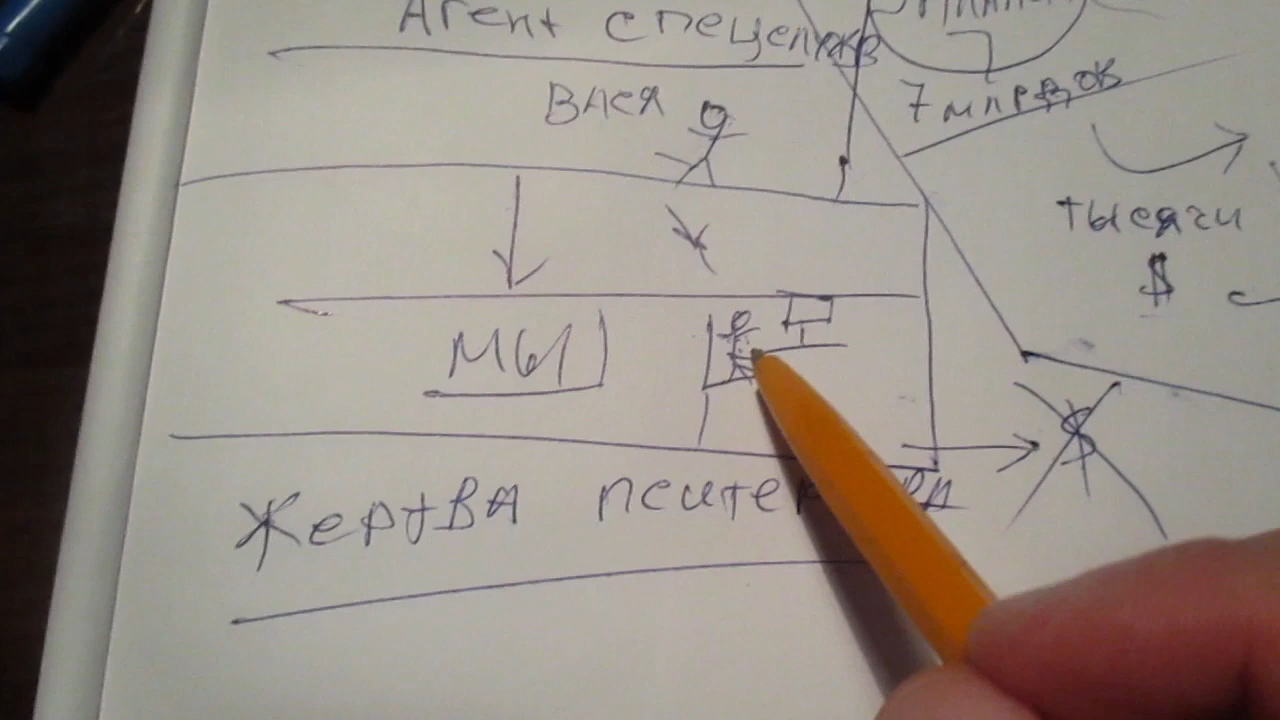 Агент спецслужб
Вася
7 млрдов
тысячи
$
МЫ
$
Жертва